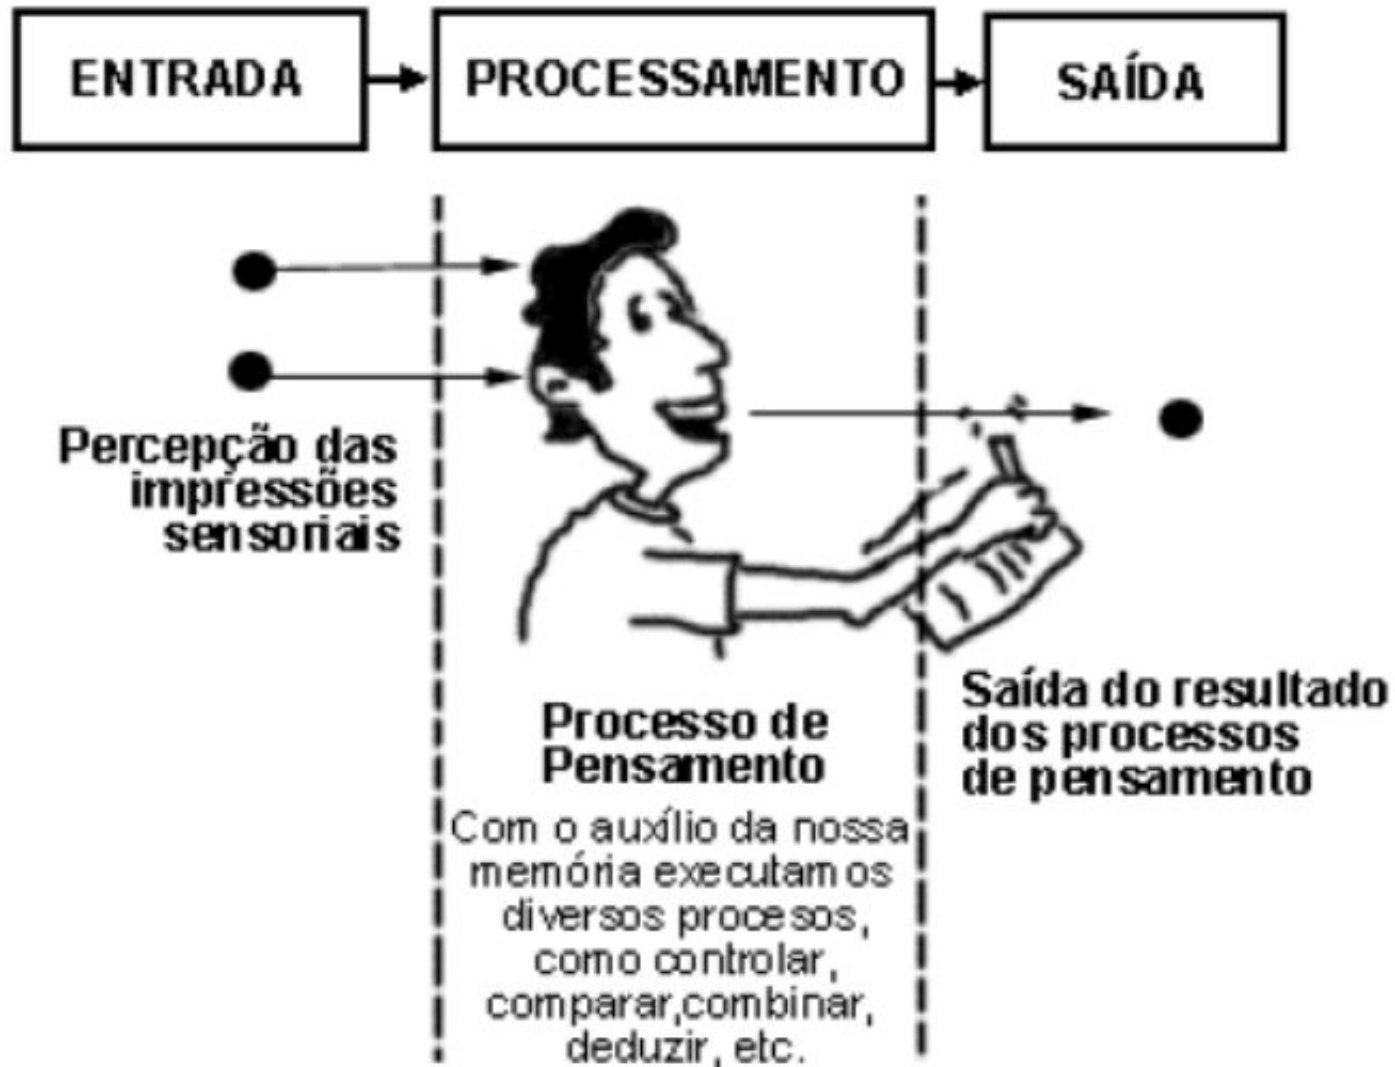 ENTRADA
PROCESSAMENTO
SAÍDA
Percepção das
impressões
sensoriais
Processo de
Pensamento
Com o auxílio da nossa
memória executamos
diversos procesos,
como controlar,
comparar,combinar,
deduzir, etc.
Saída do resultado
dos processos
de pensamento